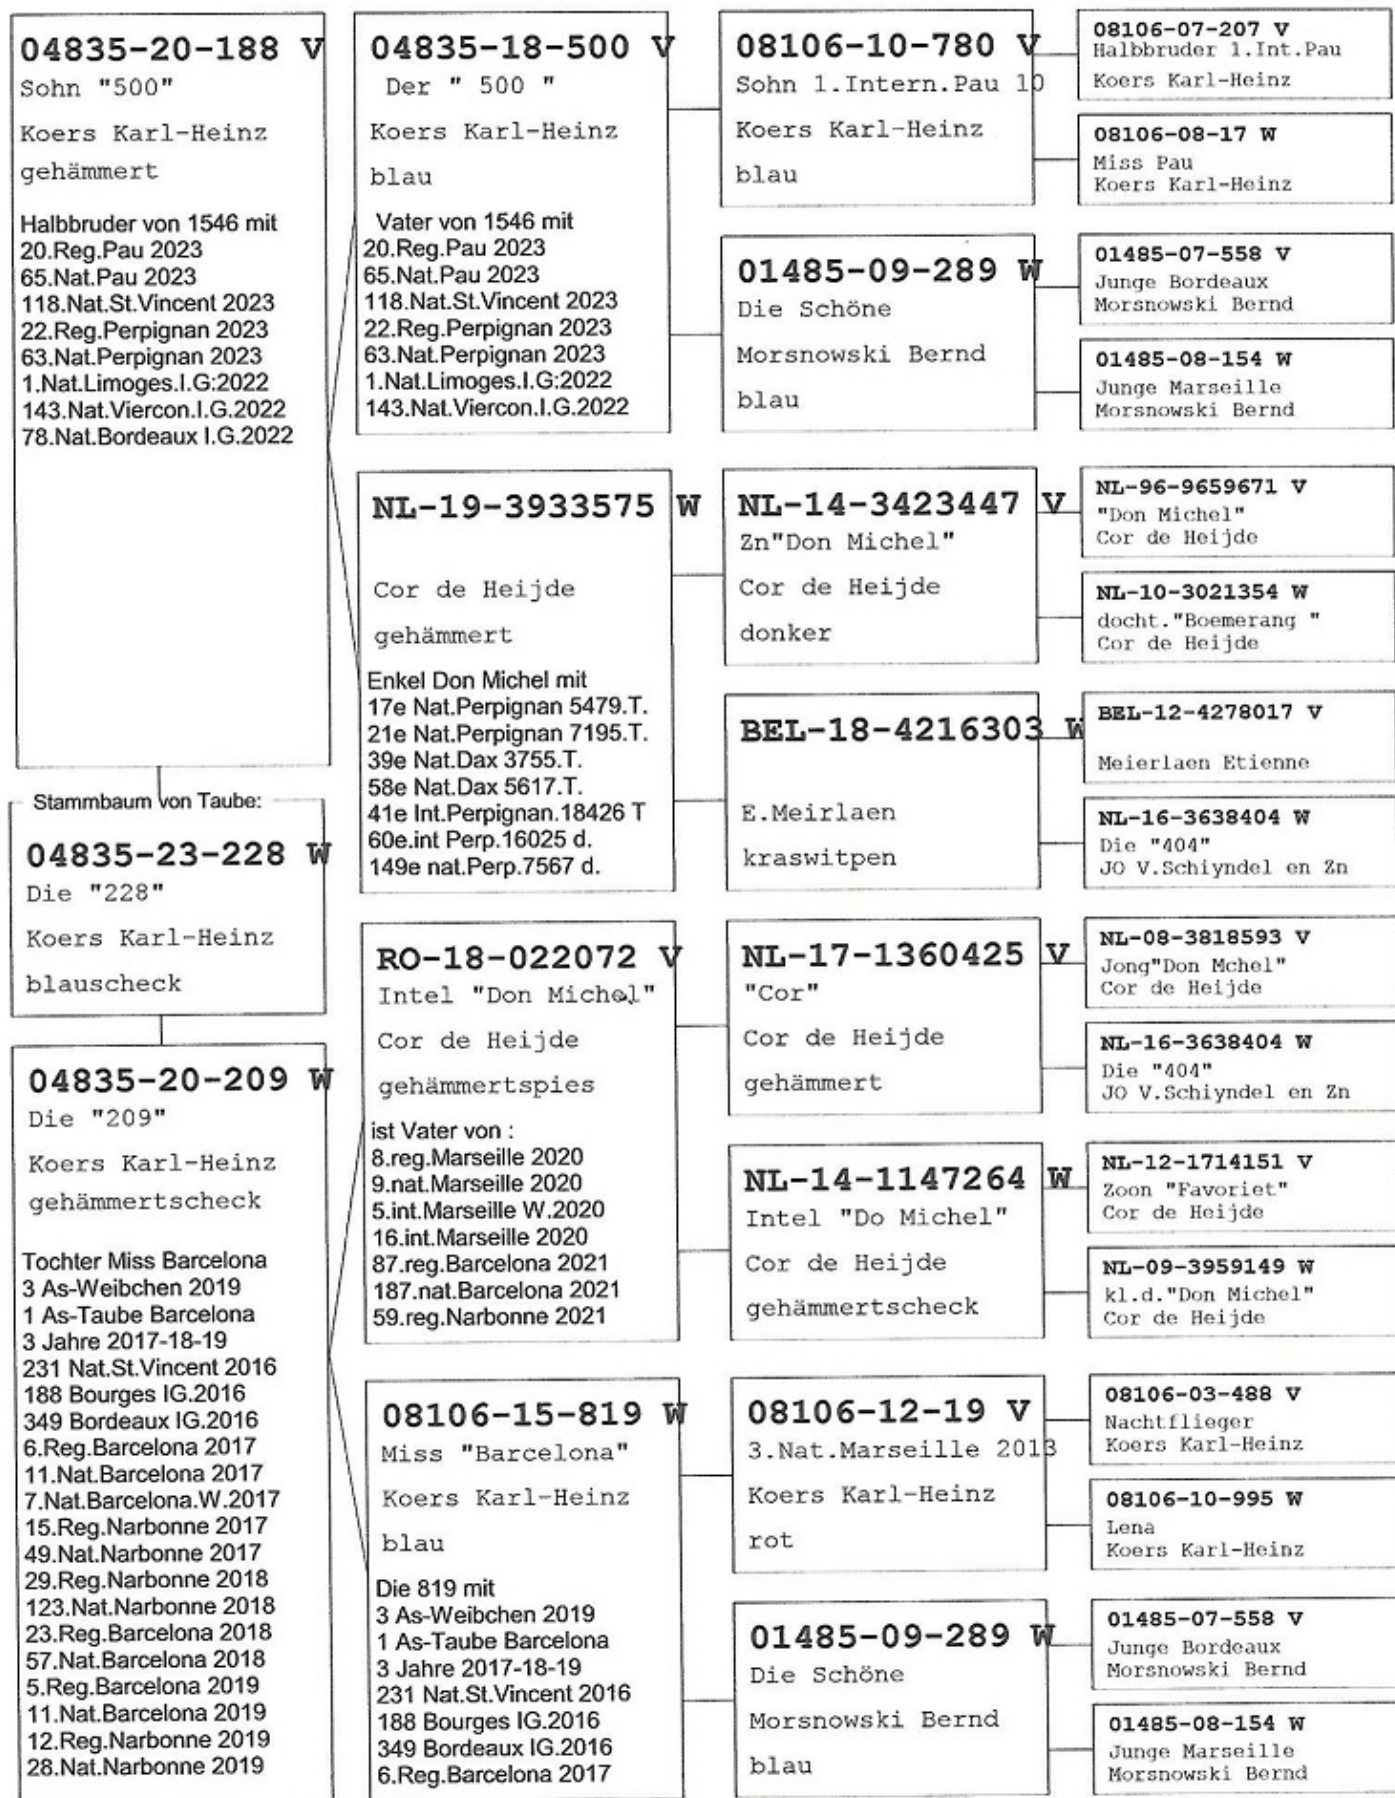 04835-20-188 V
Sohn "500"
Koers Karl-Heinz
gehämmert
Halbbruder von 1546 mit
20.Reg.Pau 2023
65.Nat.Pau 2023
118.Nat.St.Vincent 2023
22.Reg.Perpignan 2023
63.Nat.Perpignan 2023
1.Nat.Limoges.I.G:2022
143.Nat.Viercon.I.G.2022
78.Nat.Bordeaux I.G.2022
Stammbaum von Taube:
04835-23-228 W
Die "228"
Koers Karl-Heinz
blauscheck
04835-20-209 W
Die "209"
Koers Karl-Heinz
gehämmertscheck
Tochter Miss Barcelona
3 As-Weibchen 2019
1 As-Taube Barcelona
3 Jahre 2017-18-19
231 Nat.St.Vincent 2016
188 Bourges IG.2016
349 Bordeaux IG.2016
6.Reg.Barcelona 2017
11.Nat.Barcelona 2017
7.Nat.Barcelona.W.2017
15.Reg.Narbonne 2017
49.Nat.Narbonne 2017
29.Reg.Narbonne 2018
123.Nat.Narbonne 2018
23.Reg.Barcelona 2018
57.Nat.Barcelona 2018
5.Reg.Barcelona 2019
11.Nat.Barcelona 2019
12.Reg.Narbonne 2019
28.Nat.Narbonne 2019
04835-18-500 V
Der " 500 "
Koers Karl-Heinz
blau
Vater von 1546 mit
20.Reg.Pau 2023
65.Nat.Pau 2023
118.Nat.St.Vincent 2023
22.Reg.Perpignan 2023
63.Nat.Perpignan 2023
1.Nat.Limoges.I.G:2022
143.Nat.Viercon.I.G.2022
NL-19-3933575 W
Cor de Heijde
gehämmert
Enkel Don Michel mit
17e Nat.Perpignan 5479.T.
21e Nat.Perpignan 7195.T.
39e Nat.Dax 3755.T.
58e Nat.Dax 5617.T.
41e Int.Perpignan.18426 T
60e.int Perp.16025 d.
149e nat.Perp.7567 d.
RO-18-022072 V
Intel "Don Michel"
Cor de Heijde
gehämmertspies
ist Vater von :
8.reg.Marseille 2020
9.nat.Marseille 2020
5.int.Marseille W.2020
16.int.Marseille 2020
87.reg.Barcelona 2021
187.nat.Barcelona 2021
59.reg.Narbonne 2021
08106-15-819 W
Miss "Barcelona"
Koers Karl-Heinz
blau
Die 819 mit
3 As-Weibchen 2019
1 As-Taube Barcelona
3 Jahre 2017-18-19
231 Nat.St.Vincent 2016
188 Bourges IG.2016
349 Bordeaux IG.2016
6.Reg.Barcelona 2017
08106-10-780 V
Sohn 1.Intern.Pau 10
Koers Karl-Heinz
blau
01485-09-289 W
Die Schöne
Morsnowski Bernd
blau
NL-14-3423447 V
Zn"Don Michel"
Cor de Heijde
donker
BEL-18-4216303 W
E.Meirlaen
kraswitpen
NL-17-1360425 V
"Cor"
Cor de Heijde
gehämmert
NL-14-1147264 W
Intel "Do Michel"
Cor de Heijde
gehämmertscheck
08106-12-19 V
3.Nat.Marseille 2013
Koers Karl-Heinz
rot
01485-09-289 W
Die Schöne
Morsnowski Bernd
blau
08106-07-207 V
Halbbruder 1.Int.Pau
Koers Karl-Heinz
08106-08-17 W
Miss Pau
Koers Karl-Heinz
01485-07-558 V
Junge Bordeaux
Morsnowski Bernd
01485-08-154 W
Junge Marseille
Morsnowski Bernd
NL-96-9659671 V
"Don Michel"
Cor de Heijde
NL-10-3021354 W
docht."Boemerang "
Cor de Heijde
BEL-12-4278017 V
Meierlaen Etienne
NL-16-3638404 W
Die "404"
JO V.Schiyndel en Zn
NL-08-3818593 V
Jong"Don Mchel"
Cor de Heijde
NL-16-3638404 W
Die "404"
JO V.Schiyndel en Zn
NL-12-1714151 V
Zoon "Favoriet"
Cor de Heijde
NL-09-3959149 W
kl.d."Don Michel"
Cor de Heijde
08106-03-488 V
Nachtflieger
Koers Karl-Heinz
08106-10-995 W
Lena
Koers Karl-Heinz
01485-07-558 V
Junge Bordeaux
Morsnowski Bernd
01485-08-154 W
Junge Marseille
Morsnowski Bernd